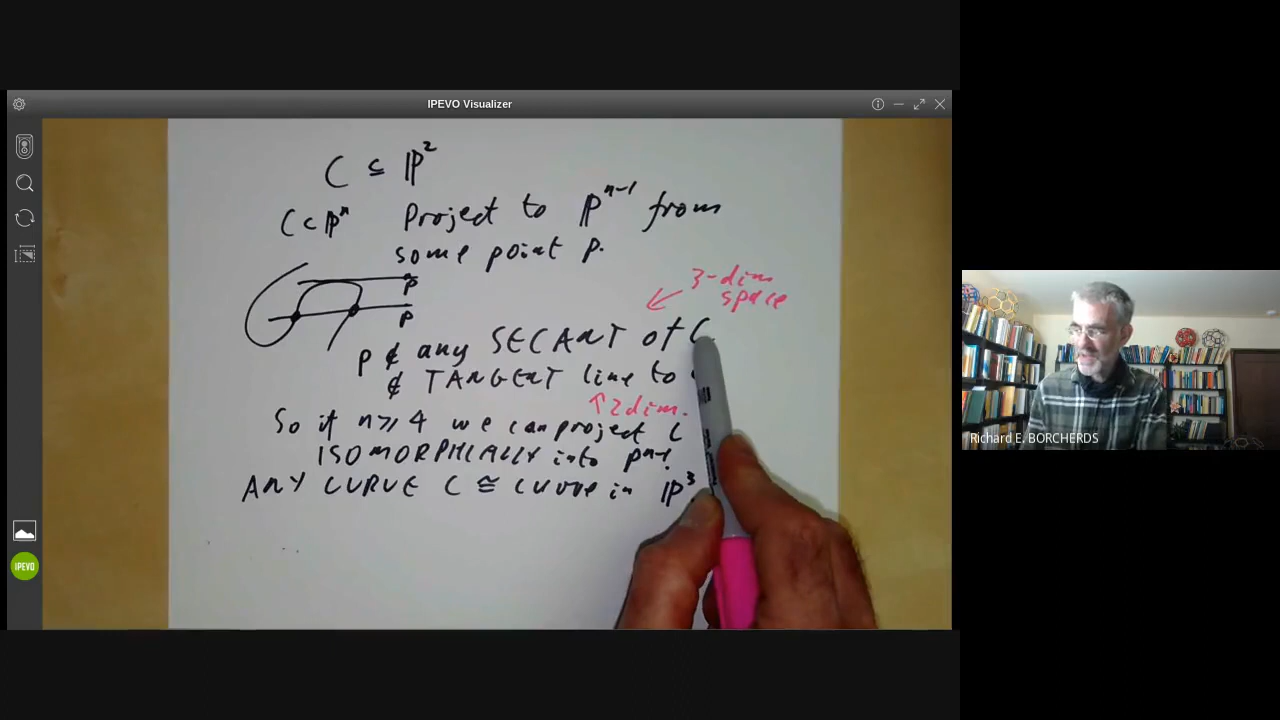 IPEVO Visualizer
C ⊆ ℙ²
C ⊂ ℙⁿ Project to ℙⁿ⁻¹ from
some point p.
3-dim
space
p
p
p ∉ any SECANT of C
∉ TANGENT line to
↑ 2 dim.
So if n ≥ 4 we can project C
ISOMORPHICALLY into pⁿ⁻¹.
ANY CURVE C ≅ curve in ℙ³
Richard E. BORCHERDS
IPEVO